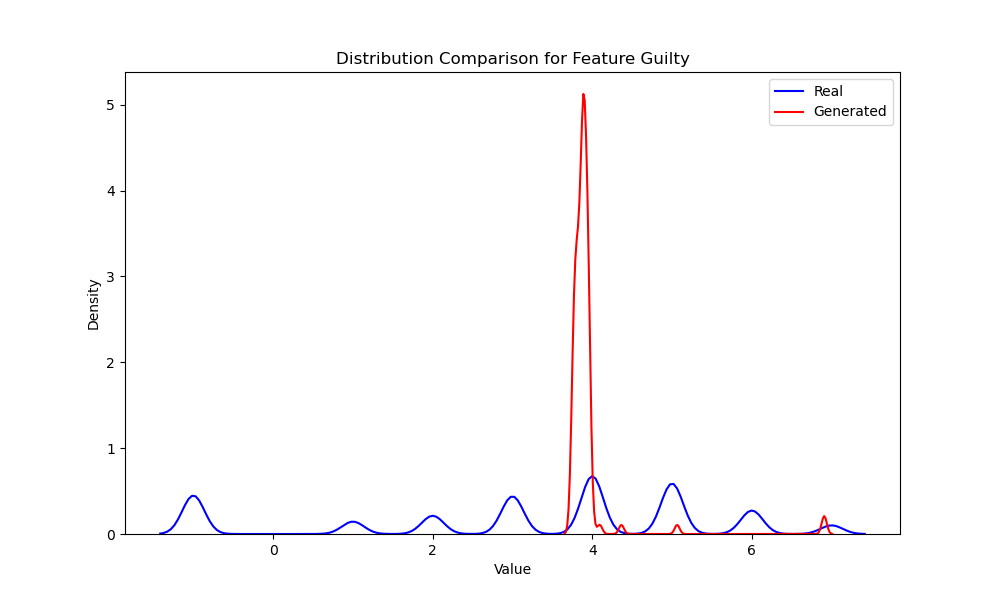 Distribution Comparison for Feature Guilty
Real
Generated
Density
5
4
3
2
1
0
0
2
4
6
Value